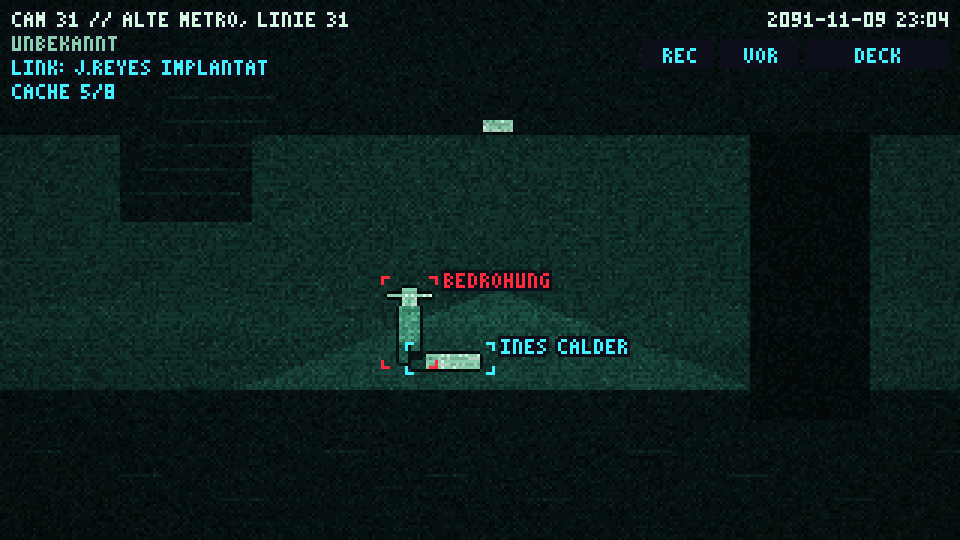 CAM 31 // ALTE METRO, LINIE 31
2091-11-09 23:04
UNBEKANNT
REC
VOR
DECK
LINK: J.REYES IMPLANTAT
CACHE 5/8
BEDROHUNG
INES CALDER